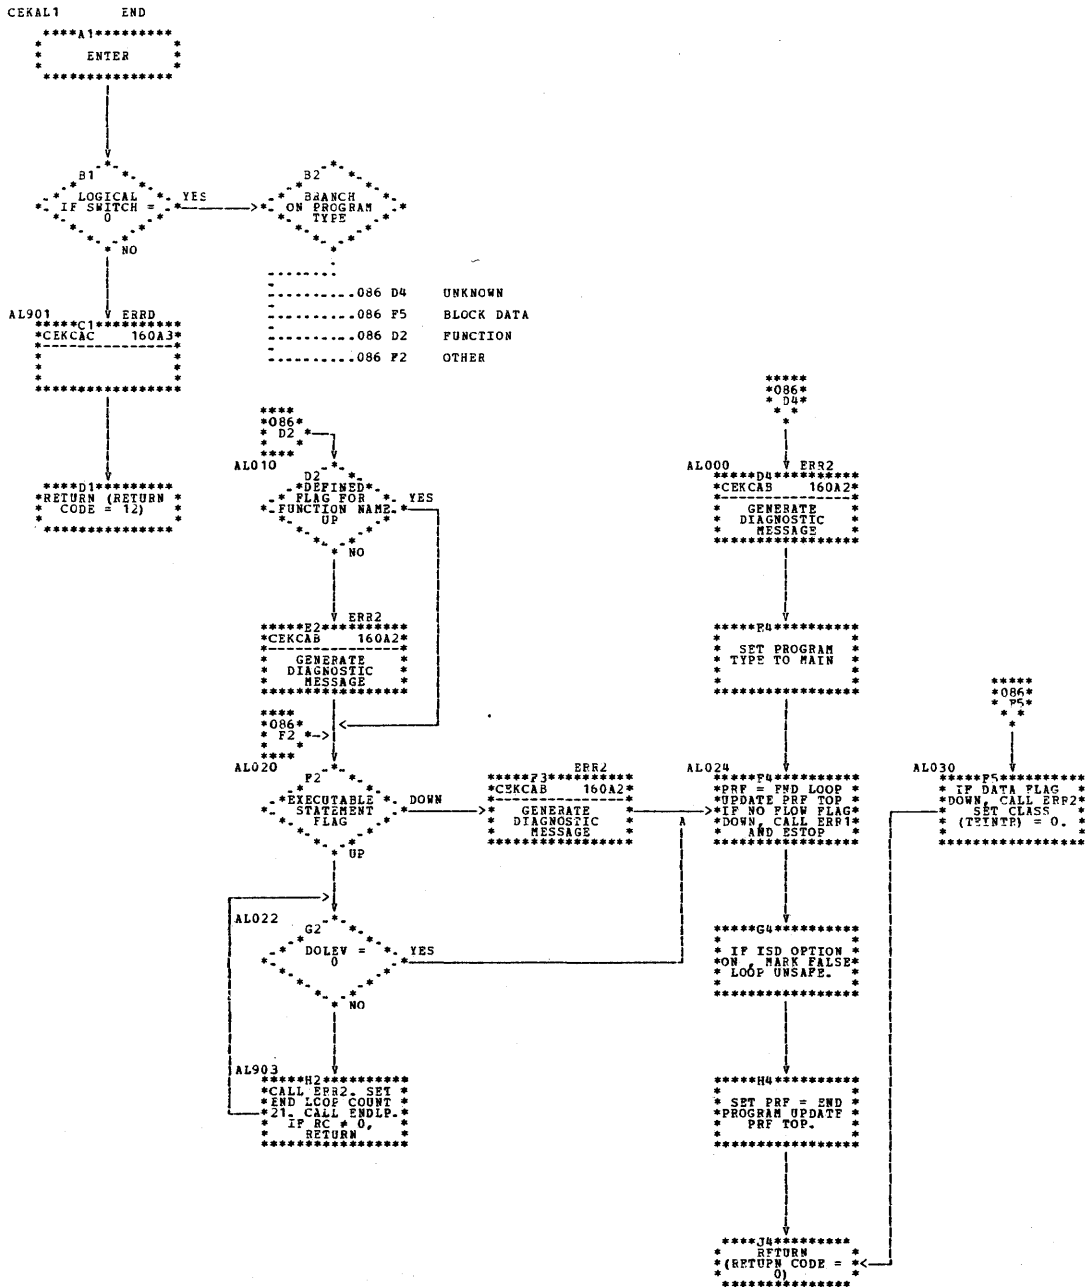 CEKAL1 END
A1
ENTER
B1
LOGICAL
IF SWITCH =
0
YES
NO
B2
BRANCH
ON PROGRAM
TYPE
086 D4 UNKNOWN
086 F5 BLOCK DATA
086 D2 FUNCTION
086 F2 OTHER
AL901 ERRD
C1
CEKCAC 160A3
D1
RETURN (RETURN
CODE = 12)
086
D2
AL010
D2
DEFINED
FLAG FOR
FUNCTION NAME
UP
YES
NO
ERR2
E2
CEKCAB 160A2
GENERATE
DIAGNOSTIC
MESSAGE
086
F2
AL020
F2
EXECUTABLE
STATEMENT
FLAG
DOWN
UP
ERR2
F3
CEKCAB 160A2
GENERATE
DIAGNOSTIC
MESSAGE
AL022
G2
DOLEV =
0
YES
NO
AL903
H2
CALL ERR2. SET
END LOOP COUNT
21. CALL ENDLP.
IF RC ≠ 0,
RETURN
086
D4
AL000 ERR2
D4
CEKCAB 160A2
GENERATE
DIAGNOSTIC
MESSAGE
E4
SET PROGRAM
TYPE TO MAIN
AL024
F4
PRF = END LOOP
UPDATE PRF TOP
IF NO FLOW FLAG
DOWN, CALL ERR1
AND ESTOP
G4
IF ISD OPTION
ON , MARK FALSE
LOOP UNSAFE.
H4
SET PRF = END
PROGRAM UPDATE
PRF TOP.
J4
RETURN
(RETURN CODE =
0)
086
F5
AL030
F5
IF DATA FLAG
DOWN, CALL ERR2
SET CLASS
= 0.